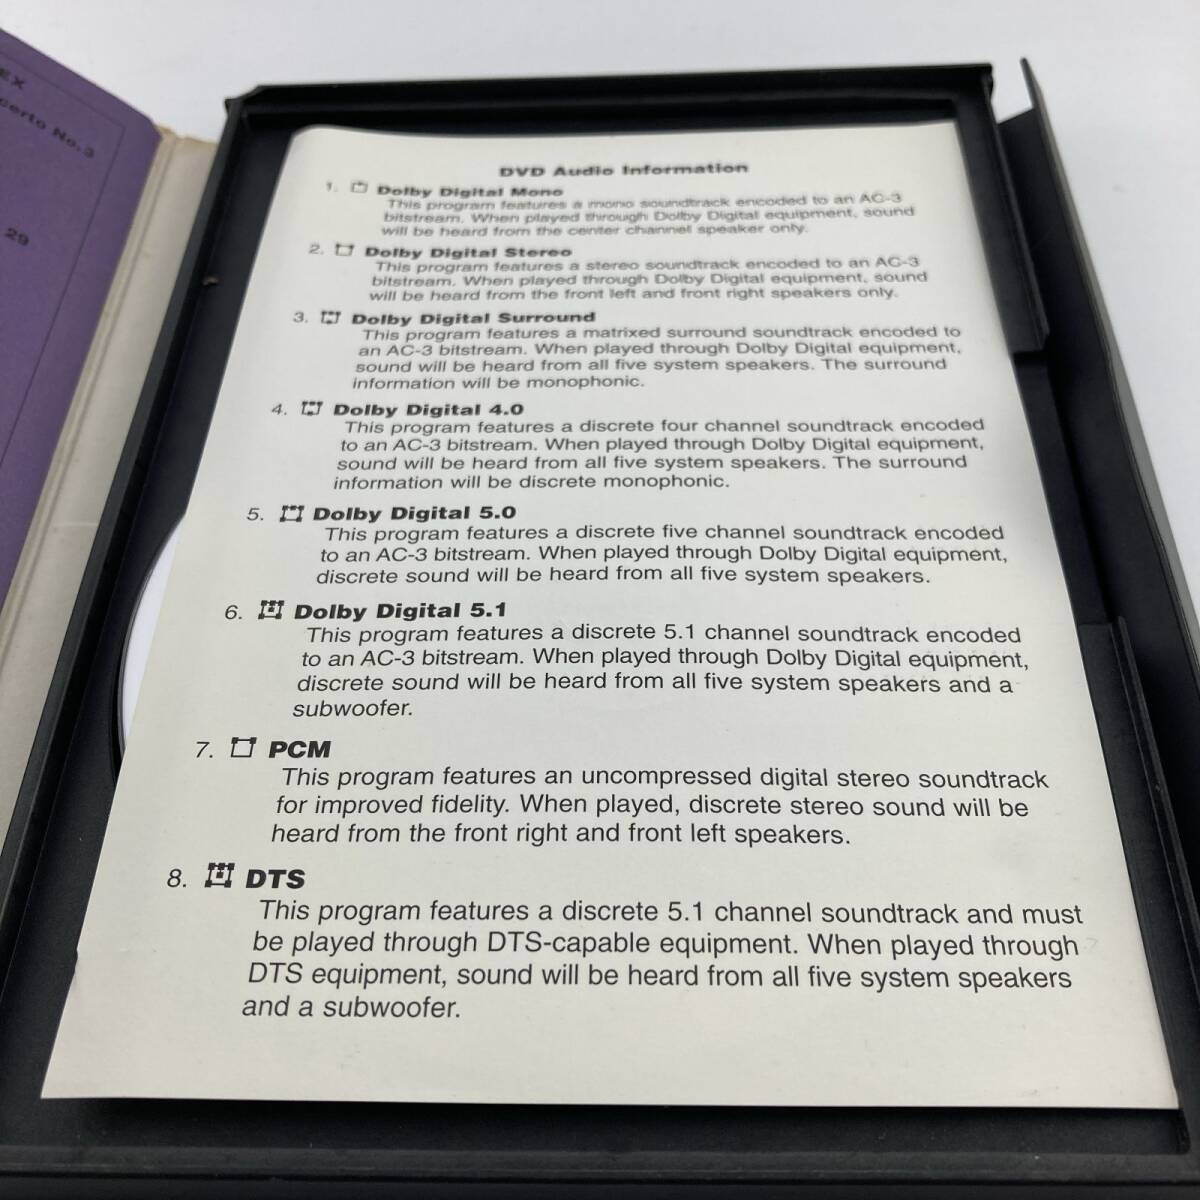 EX
certo No.3
29
DVD Audio Information
1. Dolby Digital Mono
This program features a mono soundtrack encoded to an AC-3
bitstream. When played through Dolby Digital equipment, sound
will be heard from the center channel speaker only.
2. Dolby Digital Stereo
This program features a stereo soundtrack encoded to an AC-3
bitstream. When played through Dolby Digital equipment, sound
will be heard from the front left and front right speakers only.
3. Dolby Digital Surround
This program features a matrixed surround soundtrack encoded to
an AC-3 bitstream. When played through Dolby Digital equipment,
sound will be heard from all five system speakers. The surround
information will be monophonic.
4. Dolby Digital 4.0
This program features a discrete four channel soundtrack encoded
to an AC-3 bitstream. When played through Dolby Digital equipment,
sound will be heard from all five system speakers. The surround
information will be discrete monophonic.
5. Dolby Digital 5.0
This program features a discrete five channel soundtrack encoded
to an AC-3 bitstream. When played through Dolby Digital equipment,
discrete sound will be heard from all five system speakers.
6. Dolby Digital 5.1
This program features a discrete 5.1 channel soundtrack encoded
to an AC-3 bitstream. When played through Dolby Digital equipment,
discrete sound will be heard from all five system speakers and a
subwoofer.
7. PCM
This program features an uncompressed digital stereo soundtrack
for improved fidelity. When played, discrete stereo sound will be
heard from the front right and front left speakers.
8. DTS
This program features a discrete 5.1 channel soundtrack and must
be played through DTS-capable equipment. When played through
DTS equipment, sound will be heard from all five system speakers
and a subwoofer.